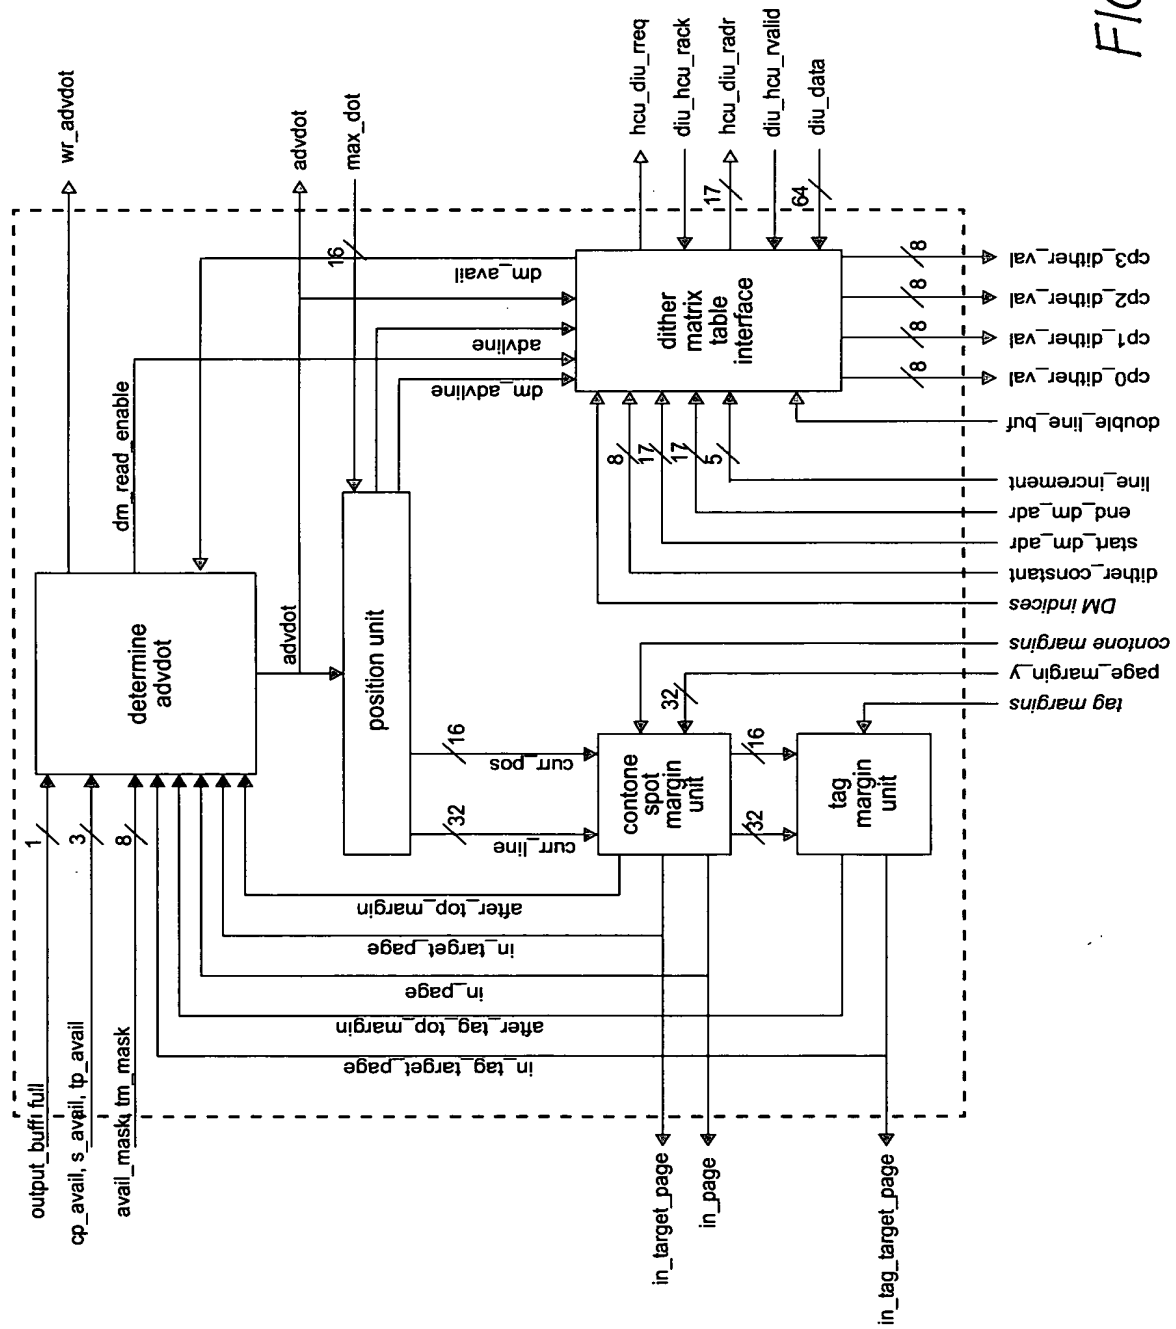 FIG
wr_advdot
advdot
max_dot
hcu_diu_rreq
diu_hcu_rack
hcu_diu_radr
diu_hcu_rvalid
diu_data
17
64
16
dm_read_enable
dm_avail
advline
dm_advline
determine
advdot
advdot
position unit
dither
matrix
table
interface
8
8
8
8
cp3_dither_val
cp2_dither_val
cp1_dither_val
cp0_dither_val
double_line_buf
line_increment
end_dm_adr
start_dm_adr
dither_constant
DM indices
8
17
17
5
contone margins
page_margin_y
tag margins
32
16
curr_pos
32
curr_line
contone
spot
margin
unit
16
32
tag
margin
unit
after_top_margin
in_target_page
in_page
after_tag_top_margin
in_tag_target_page
output_buff full
cp_avail, s_avail, tp_avail
avail_mask, tm_mask
1
3
8
in_target_page
in_page
in_tag_target_page